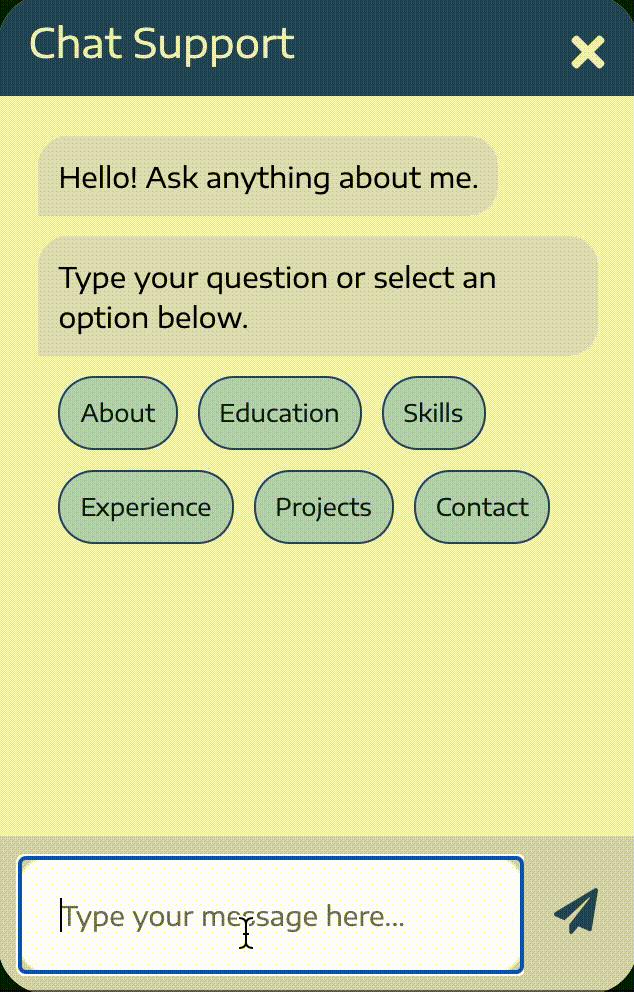 Chat Support
Hello! Ask anything about me.
Type your question or select an
option below.
About Education Skills
Experience Projects Contact
Type your message here...